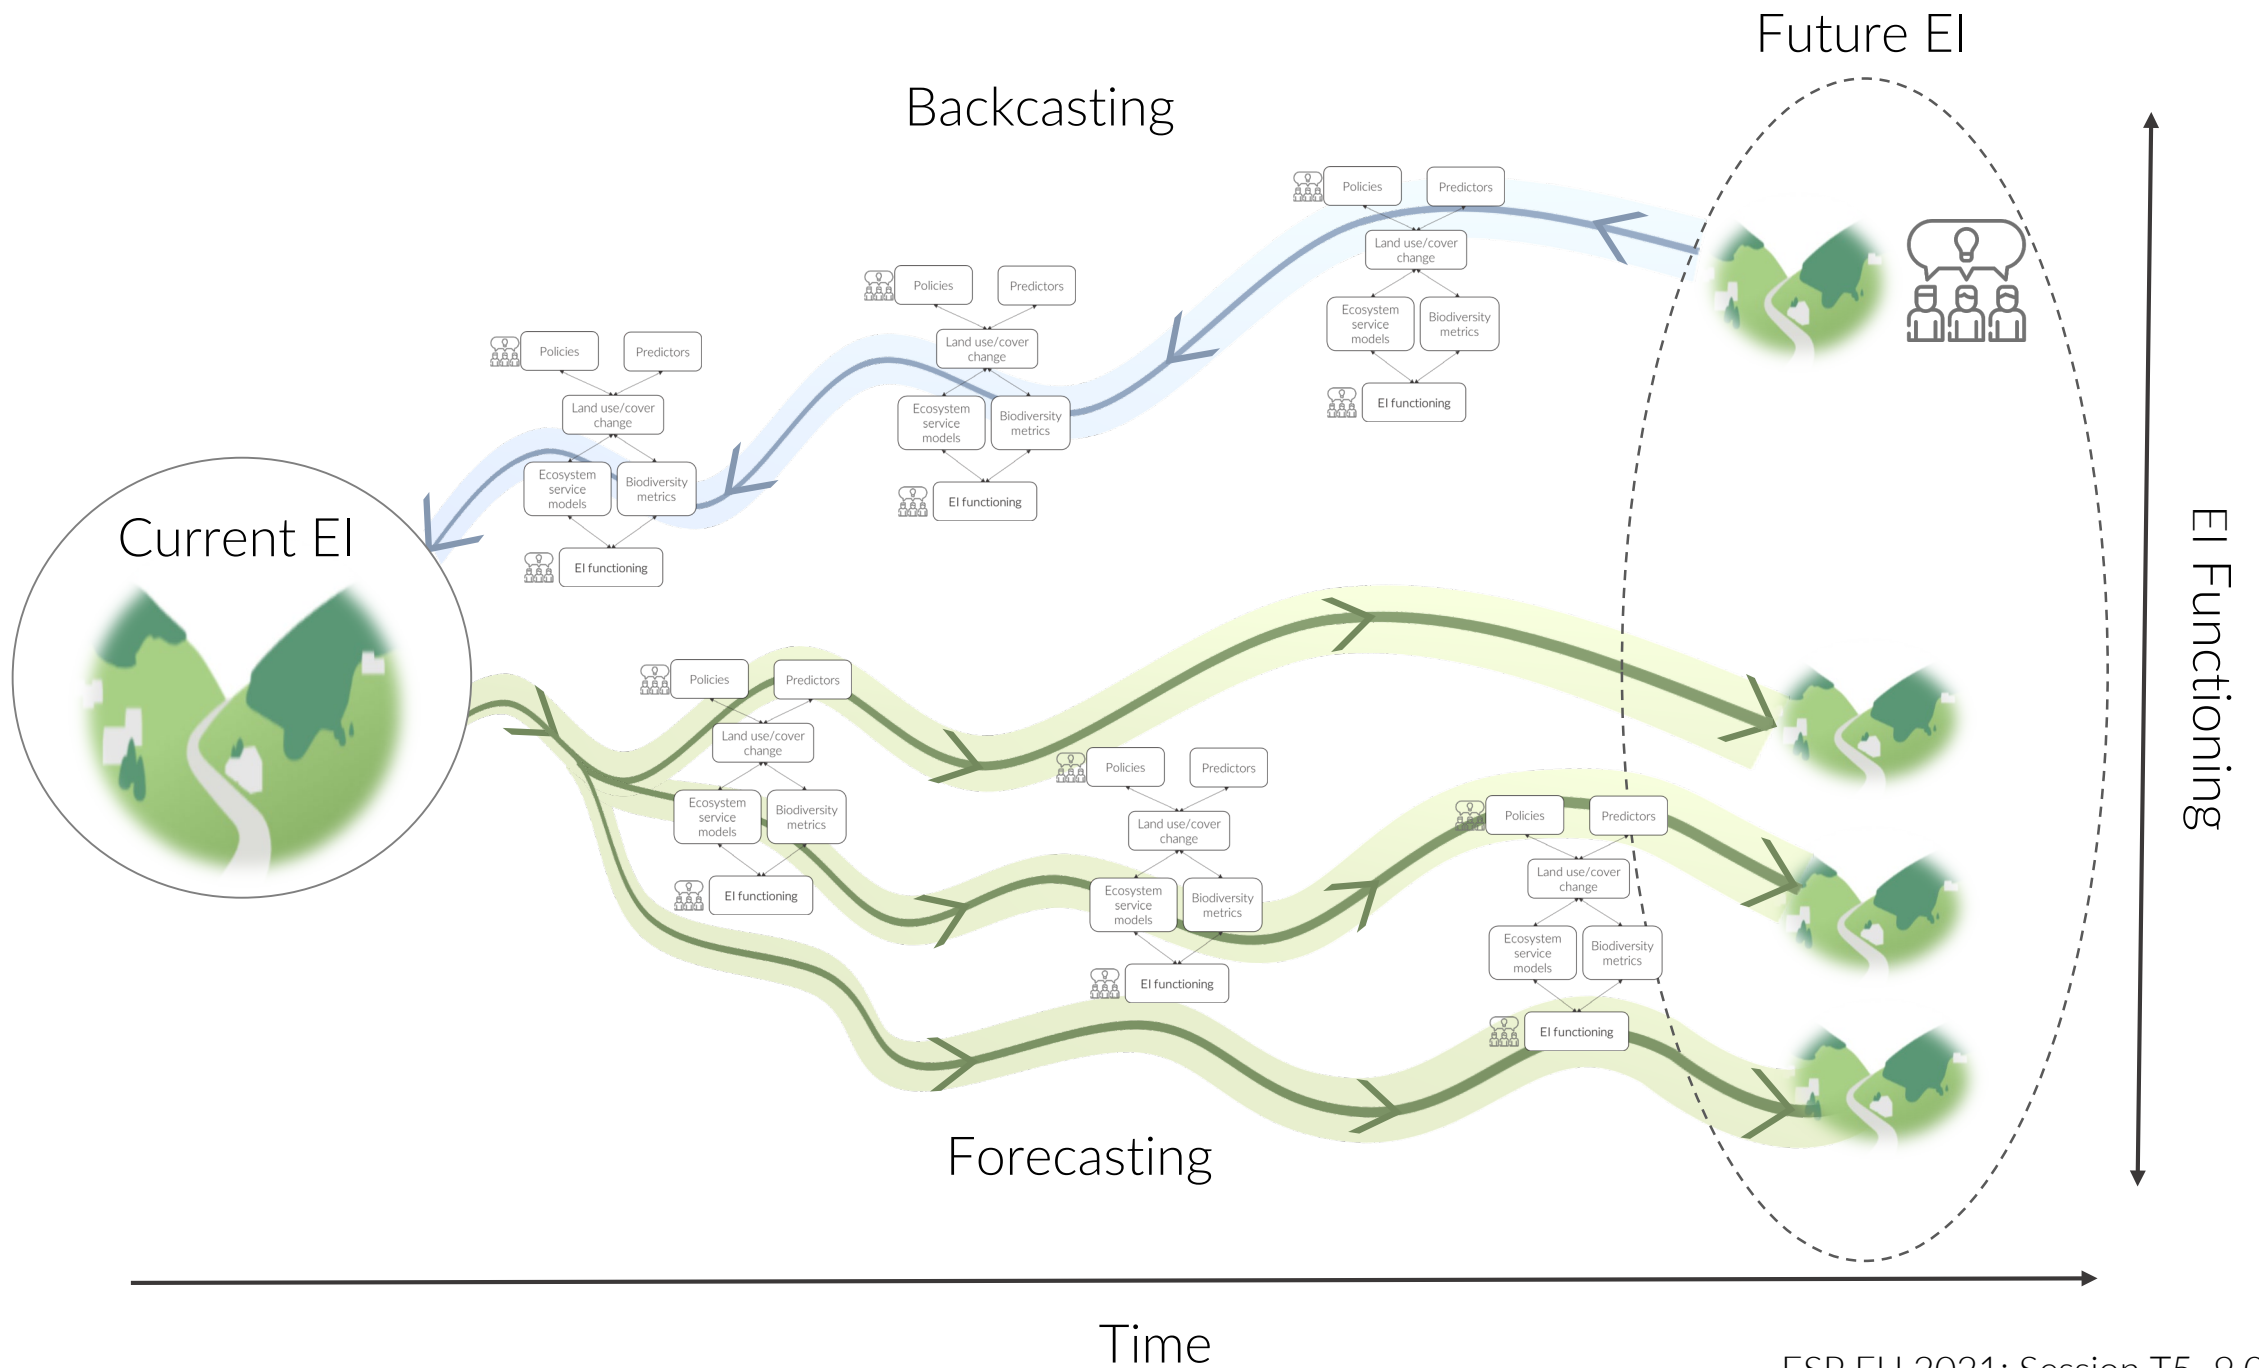 Future EI
Backcasting
Policies
Predictors
Land use/cover
change
Ecosystem
service
models
Biodiversity
metrics
EI functioning
Policies
Predictors
Land use/cover
change
Ecosystem
service
models
Biodiversity
metrics
EI functioning
Policies
Predictors
Land use/cover
change
Ecosystem
service
models
Biodiversity
metrics
EI functioning
Current EI
EI Functioning
Policies
Predictors
Land use/cover
change
Ecosystem
service
models
Biodiversity
metrics
EI functioning
Policies
Predictors
Land use/cover
change
Ecosystem
service
models
Biodiversity
metrics
EI functioning
Policies
Predictors
Land use/cover
change
Ecosystem
service
models
Biodiversity
metrics
EI functioning
Forecasting
Time
2021: Session T5